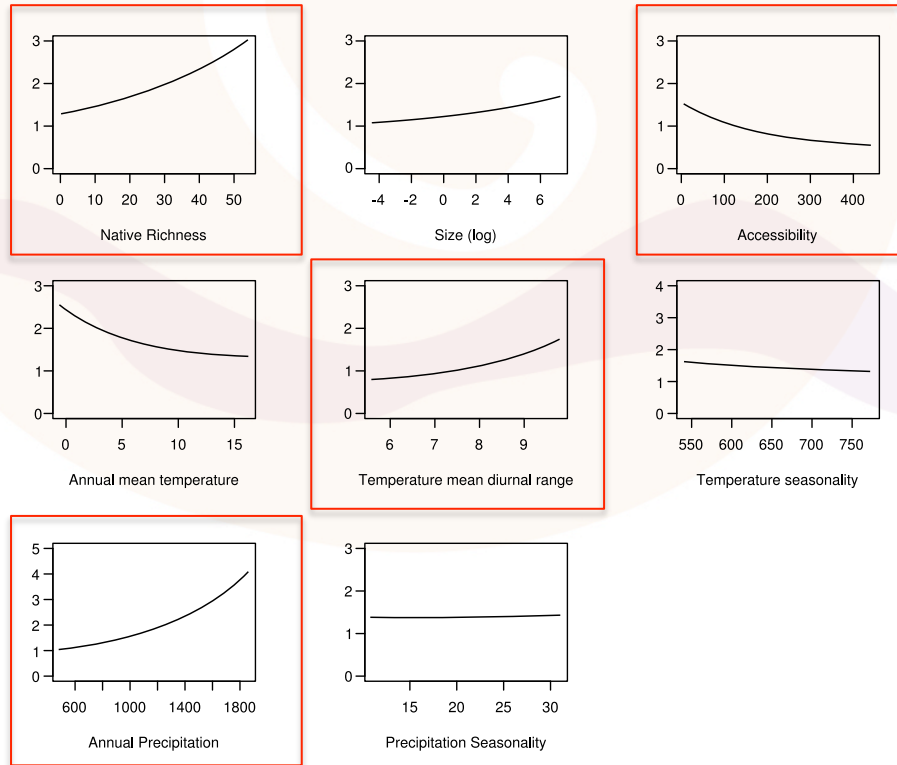 3
2
1
0
0 10 20 30 40 50
Native Richness
3
2
1
0
-4 -2 0 2 4 6
Size (log)
3
2
1
0
0 100 200 300 400
Accessibility
3
2
1
0
0 5 10 15
Annual mean temperature
3
2
1
0
6 7 8 9
Temperature mean diurnal range
4
3
2
1
0
550 600 650 700 750
Temperature seasonality
5
4
3
2
1
0
600 1000 1400 1800
Annual Precipitation
3
2
1
0
15 20 25 30
Precipitation Seasonality